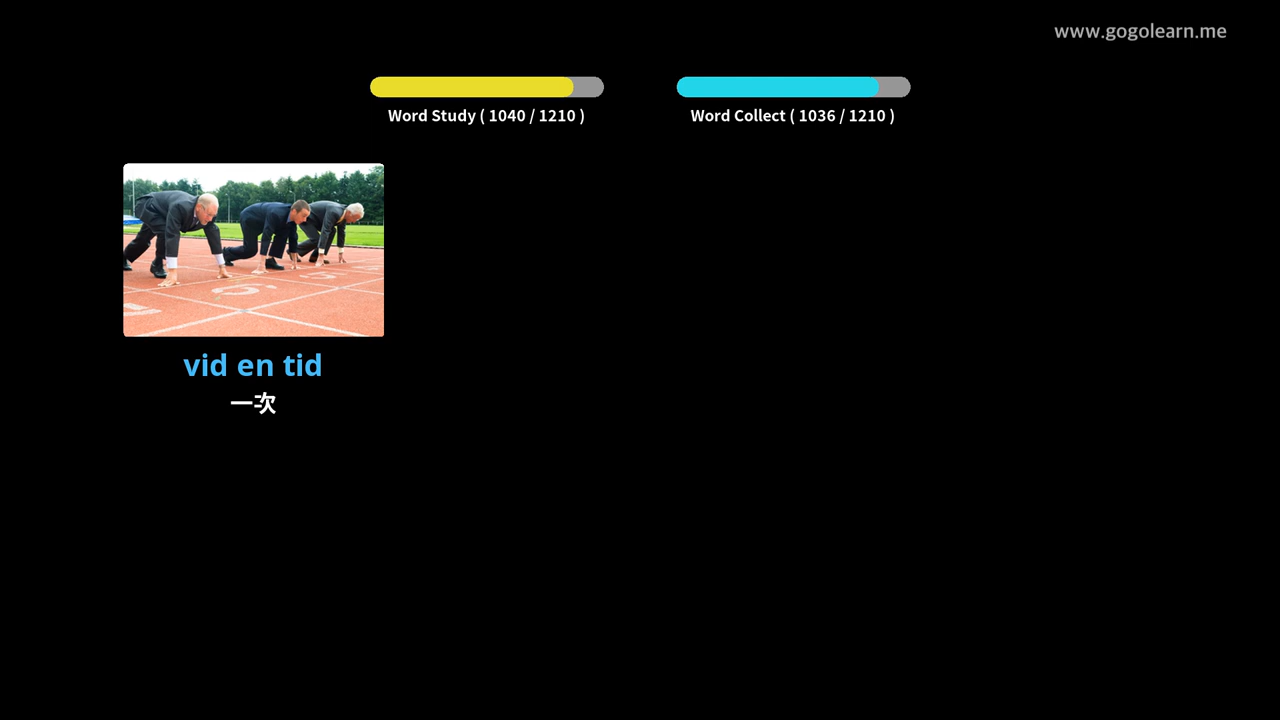 www.gogolearn.me
Word Study ( 1040 / 1210 )
Word Collect ( 1036 / 1210 )
vid en tid
一次